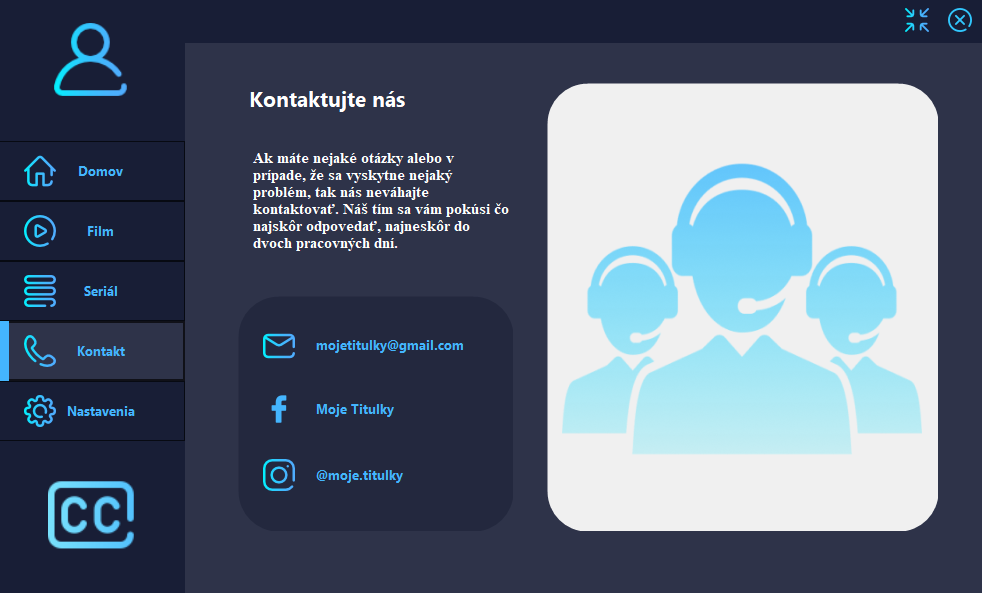 Domov
Film
Seriál
Kontakt
Nastavenia
CC
Kontaktujte nás
Ak máte nejaké otázky alebo v
prípade, že sa vyskytne nejaký
problém, tak nás neváhajte
kontaktovať. Náš tím sa vám pokúsi čo
najskôr odpovedať, najneskôr do
dvoch pracovných dní.
mojetitulky@gmail.com
Moje Titulky
@moje.titulky